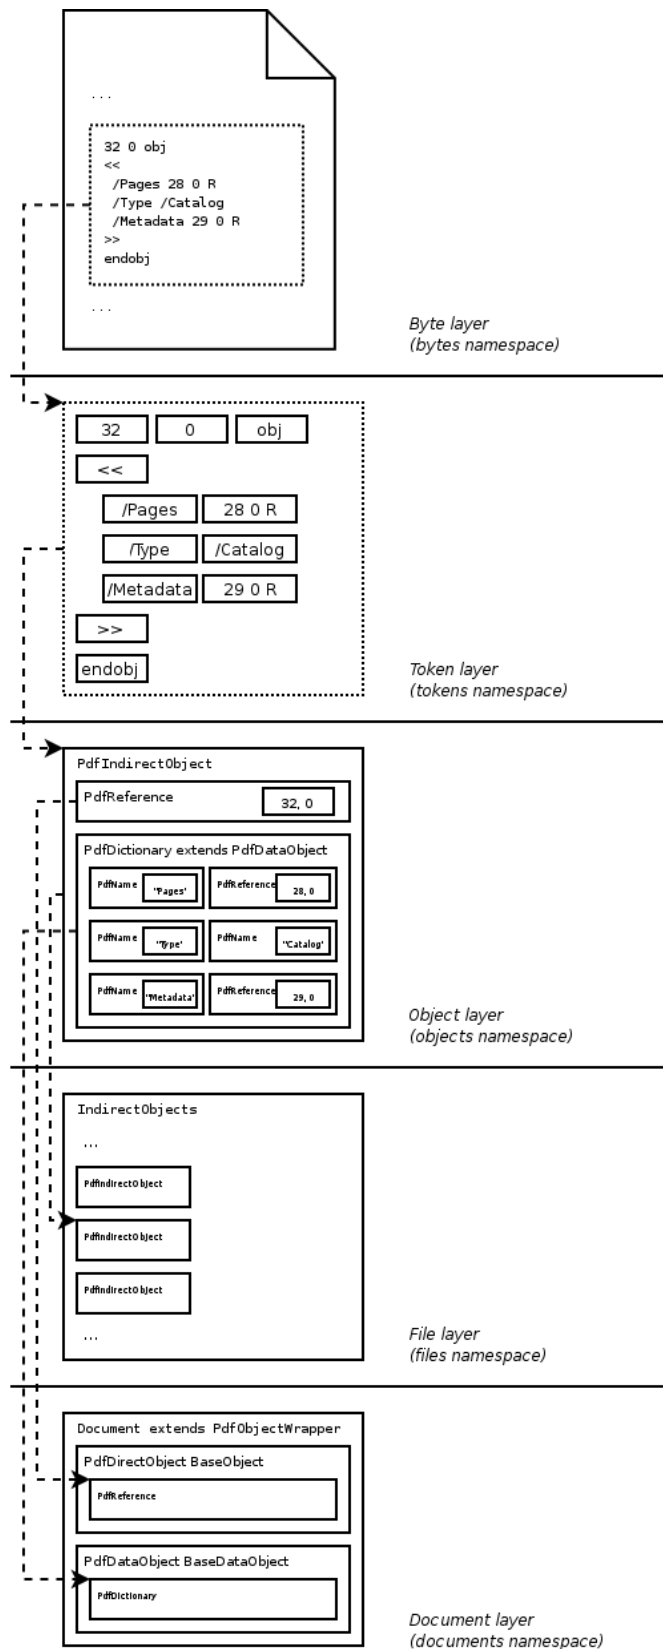 ...
32 0 obj
<<
/Pages 28 0 R
/Type /Catalog
/Metadata 29 0 R
>>
endobj
...
Byte layer
(bytes namespace)
32 0 obj
<<
/Pages 28 0 R
/Type /Catalog
/Metadata 29 0 R
>>
endobj
Token layer
(tokens namespace)
PdfIndirectObject
PdfReference 32, 0
PdfDictionary extends PdfDataObject
PdfName "Pages" PdfReference 28, 0
PdfName "Type" PdfName "Catalog"
PdfName "Metadata" PdfReference 29, 0
Object layer
(objects namespace)
IndirectObjects
...
PdfIndirectObject
PdfIndirectObject
PdfIndirectObject
...
File layer
(files namespace)
Document extends PdfObjectWrapper
PdfDirectObject BaseObject
PdfReference
PdfDataObject BaseDataObject
PdfDictionary
Document layer
(documents namespace)